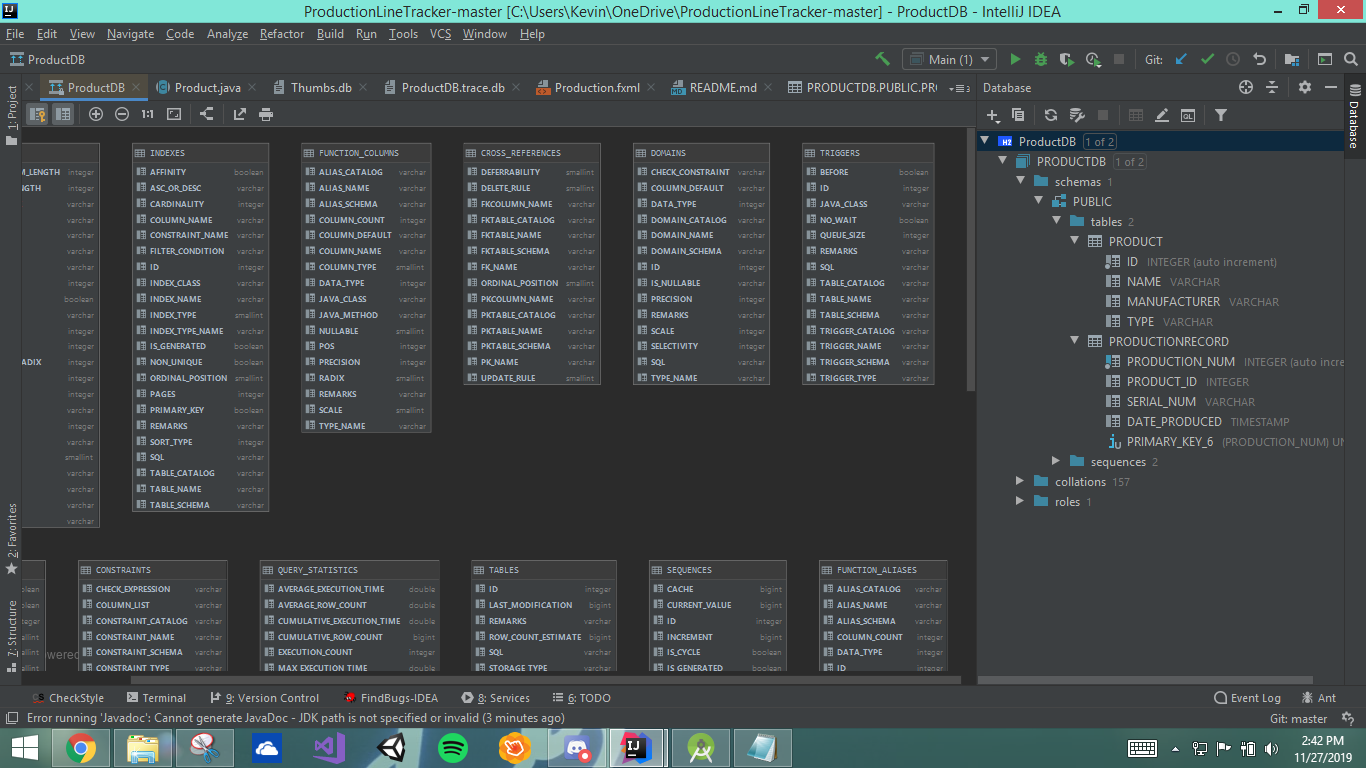 ProductionLineTracker-master [C:\Users\Kevin\OneDrive\ProductionLineTracker-master] - ProductDB - IntelliJ IDEA
File Edit View Navigate Code Analyze Refactor Build Run Tools VCS Window Help
ProductDB
Main (1)
Git:
ProductDB
Product.java
Thumbs.db
ProductDB.trace.db
Production.fxml
README.md
PRODUCTDB.PUBLIC.PR
1:1
1: Project
2: Favorites
Z: Structure
M_LENGTH integer
NGTH integer
varchar
varchar
varchar
varchar
integer
integer
boolean
varchar
integer
integer
RADIX integer
integer
integer
varchar
varchar
varchar
smallint
varchar
varchar
varchar
varchar
INDEXES
AFFINITY boolean
ASC_OR_DESC varchar
CARDINALITY integer
COLUMN_NAME varchar
CONSTRAINT_NAME varchar
FILTER_CONDITION varchar
ID integer
INDEX_CLASS varchar
INDEX_NAME varchar
INDEX_TYPE smallint
INDEX_TYPE_NAME varchar
IS_GENERATED boolean
NON_UNIQUE boolean
ORDINAL_POSITION smallint
PAGES integer
PRIMARY_KEY boolean
REMARKS varchar
SORT_TYPE integer
SQL varchar
TABLE_CATALOG varchar
TABLE_NAME varchar
TABLE_SCHEMA varchar
FUNCTION_COLUMNS
ALIAS_CATALOG varchar
ALIAS_NAME varchar
ALIAS_SCHEMA varchar
COLUMN_COUNT integer
COLUMN_DEFAULT varchar
COLUMN_NAME varchar
COLUMN_TYPE smallint
DATA_TYPE integer
JAVA_CLASS varchar
JAVA_METHOD varchar
NULLABLE smallint
POS integer
PRECISION integer
RADIX smallint
REMARKS varchar
SCALE smallint
TYPE_NAME varchar
CROSS_REFERENCES
DEFERRABILITY smallint
DELETE_RULE smallint
FKCOLUMN_NAME varchar
FKTABLE_CATALOG varchar
FKTABLE_NAME varchar
FKTABLE_SCHEMA varchar
FK_NAME varchar
ORDINAL_POSITION smallint
PKCOLUMN_NAME varchar
PKTABLE_CATALOG varchar
PKTABLE_NAME varchar
PKTABLE_SCHEMA varchar
PK_NAME varchar
UPDATE_RULE smallint
DOMAINS
CHECK_CONSTRAINT varchar
COLUMN_DEFAULT varchar
DATA_TYPE integer
DOMAIN_CATALOG varchar
DOMAIN_NAME varchar
DOMAIN_SCHEMA varchar
ID integer
IS_NULLABLE varchar
PRECISION integer
REMARKS varchar
SCALE integer
SELECTIVITY integer
SQL varchar
TYPE_NAME varchar
TRIGGERS
BEFORE boolean
ID integer
JAVA_CLASS varchar
NO_WAIT boolean
QUEUE_SIZE integer
REMARKS varchar
SQL varchar
TABLE_CATALOG varchar
TABLE_NAME varchar
TABLE_SCHEMA varchar
TRIGGER_CATALOG varchar
TRIGGER_NAME varchar
TRIGGER_SCHEMA varchar
TRIGGER_TYPE varchar
olean
wered
CONSTRAINTS
CHECK_EXPRESSION varchar
COLUMN_LIST varchar
CONSTRAINT_CATALOG varchar
CONSTRAINT_NAME varchar
CONSTRAINT_SCHEMA varchar
CONSTRAINT_TYPE varchar
QUERY_STATISTICS
AVERAGE_EXECUTION_TIME double
AVERAGE_ROW_COUNT double
CUMULATIVE_EXECUTION_TIME double
CUMULATIVE_ROW_COUNT bigint
EXECUTION_COUNT integer
MAX_EXECUTION_TIME double
TABLES
ID integer
LAST_MODIFICATION bigint
REMARKS varchar
ROW_COUNT_ESTIMATE bigint
SQL varchar
STORAGE_TYPE varchar
SEQUENCES
CACHE bigint
CURRENT_VALUE bigint
ID integer
INCREMENT bigint
IS_CYCLE boolean
IS_GENERATED boolean
FUNCTION_ALIASES
ALIAS_CATALOG varchar
ALIAS_NAME varchar
ALIAS_SCHEMA varchar
COLUMN_COUNT integer
DATA_TYPE integer
ID integer
Database
Database
QL
H2 ProductDB 1 of 2
PRODUCTDB 1 of 2
schemas 1
PUBLIC
tables 2
PRODUCT
ID INTEGER (auto increment)
NAME VARCHAR
MANUFACTURER VARCHAR
TYPE VARCHAR
PRODUCTIONRECORD
PRODUCTION_NUM INTEGER (auto incre
PRODUCT_ID INTEGER
SERIAL_NUM VARCHAR
DATE_PRODUCED TIMESTAMP
PRIMARY_KEY_6 (PRODUCTION_NUM) UN
sequences 2
collations 157
roles 1
CheckStyle Terminal 9: Version Control FindBugs-IDEA 8: Services 6: TODO Event Log Ant
Error running 'Javadoc': Cannot generate JavaDoc - JDK path is not specified or invalid (3 minutes ago) Git: master
2:42 PM
11/27/2019